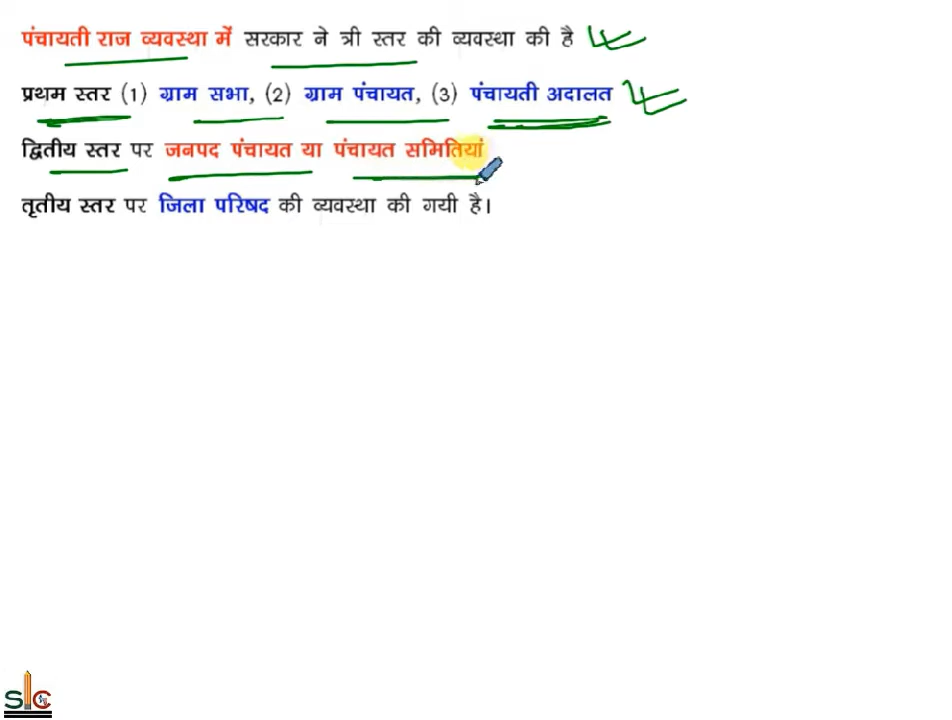 पंचायती राज व्यवस्था में सरकार ने त्री स्तर की व्यवस्था की है
प्रथम स्तर (1) ग्राम सभा, (2) ग्राम पंचायत, (3) पंचायती अदालत
द्वितीय स्तर पर जनपद पंचायत या पंचायत समितियां
तृतीय स्तर पर जिला परिषद की व्यवस्था की गयी है।
SLC